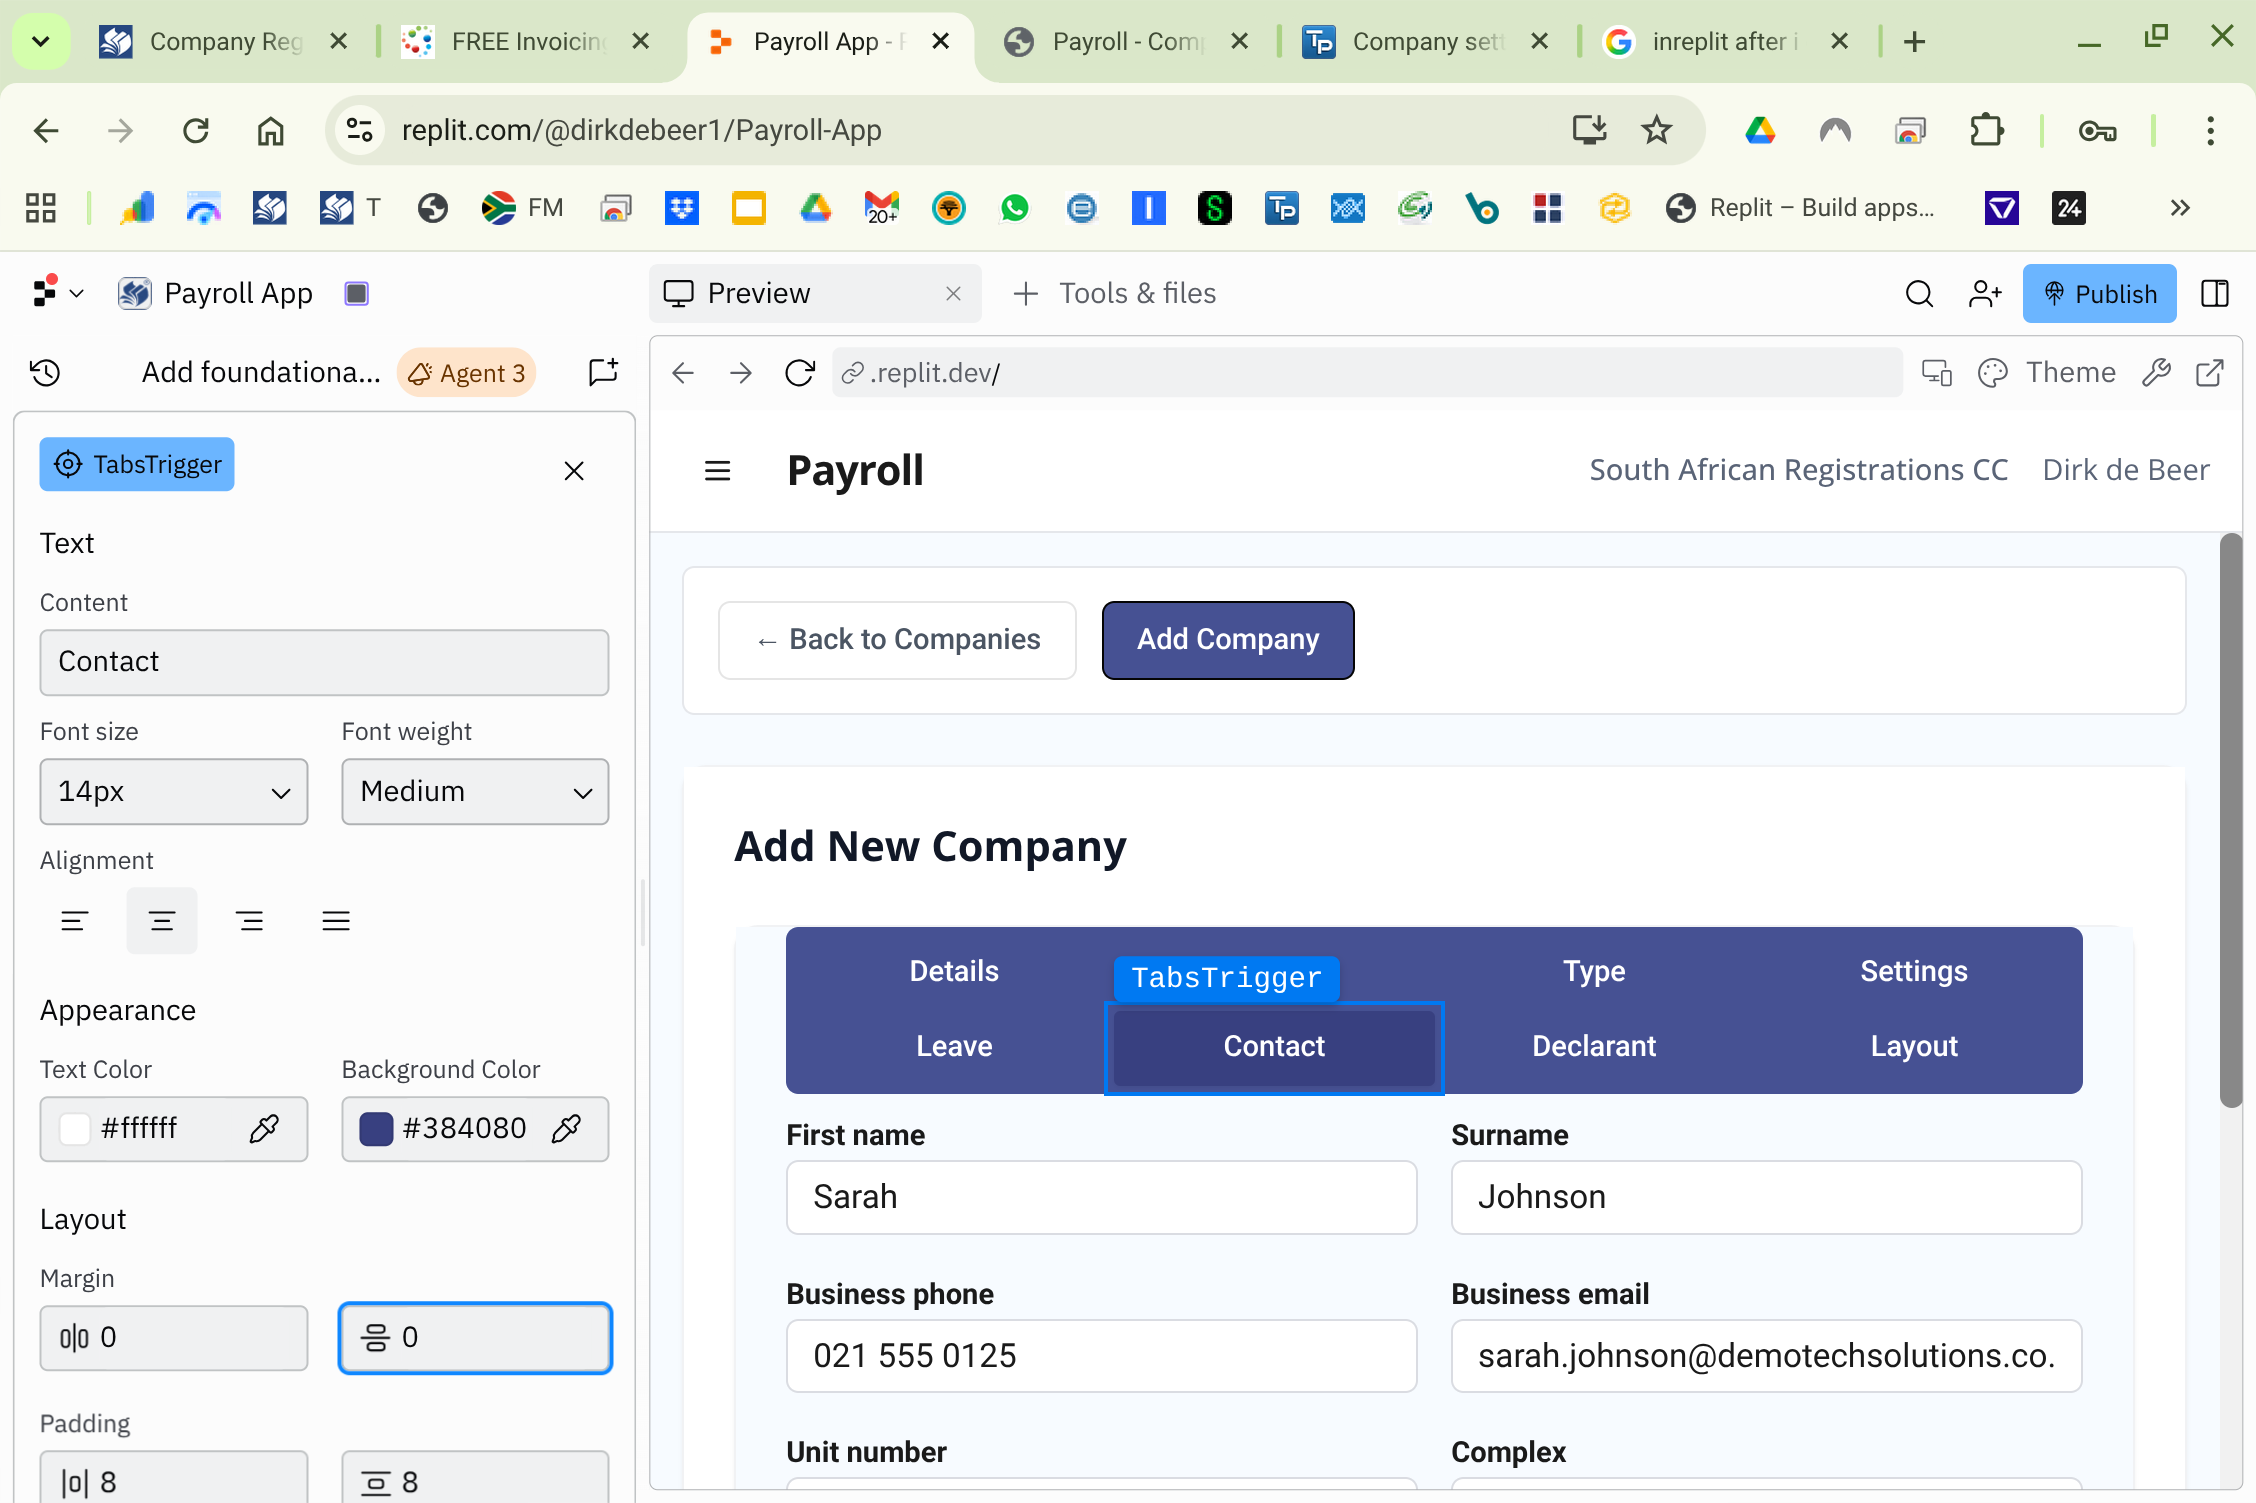 Company Reg
FREE Invoicing
Payroll App - F
Payroll - Comp
Company sett
inreplit after i
replit.com/@dirkdebeer1/Payroll-App
T
FM
20+
Replit – Build apps...
24
Payroll App
Preview
Tools & files
Publish
Add foundationa...
Agent 3
.replit.dev/
Theme
TabsTrigger
Text
Content
Contact
Font size
Font weight
14px
Medium
Alignment
Appearance
Text Color
Background Color
#ffffff
#384080
Layout
Margin
0
0
Padding
8
8
Payroll
South African Registrations CC
Dirk de Beer
← Back to Companies
Add Company
Add New Company
Details
TabsTrigger
Type
Settings
Leave
Contact
Declarant
Layout
First name
Surname
Sarah
Johnson
Business phone
Business email
021 555 0125
sarah.johnson@demotechsolutions.co.
Unit number
Complex